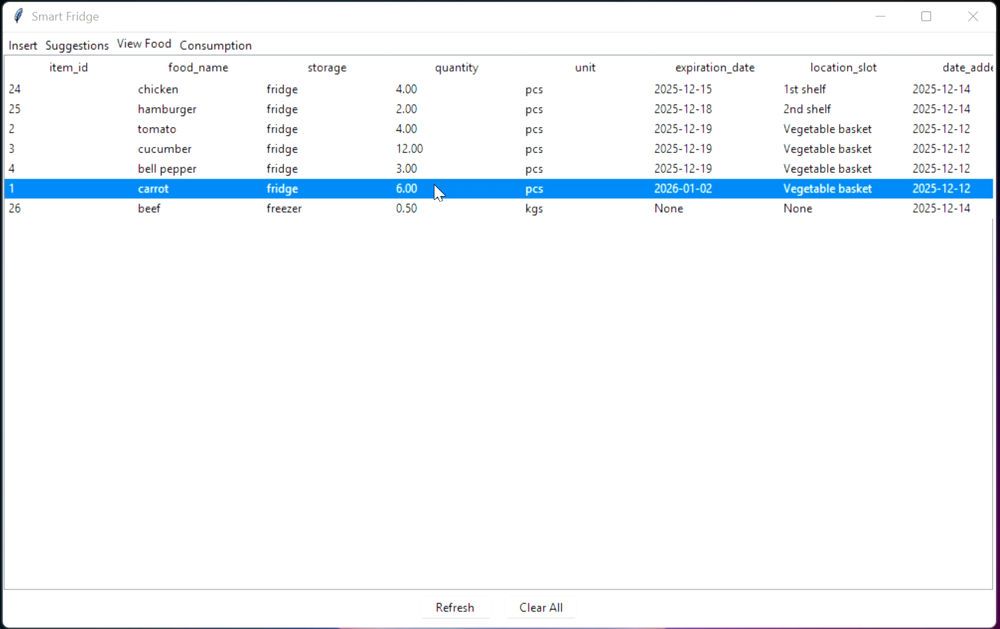 Smart Fridge
Insert Suggestions View Food Consumption
item_id food_name storage quantity unit expiration_date location_slot date_adde
24 chicken fridge 4.00 pcs 2025-12-15 1st shelf 2025-12-14
25 hamburger fridge 2.00 pcs 2025-12-18 2nd shelf 2025-12-14
2 tomato fridge 4.00 pcs 2025-12-19 Vegetable basket 2025-12-12
3 cucumber fridge 12.00 pcs 2025-12-19 Vegetable basket 2025-12-12
4 bell pepper fridge 3.00 pcs 2025-12-19 Vegetable basket 2025-12-12
1 carrot fridge 6.00 pcs 2026-01-02 Vegetable basket 2025-12-12
26 beef freezer 0.50 kgs None None 2025-12-14
Refresh Clear All